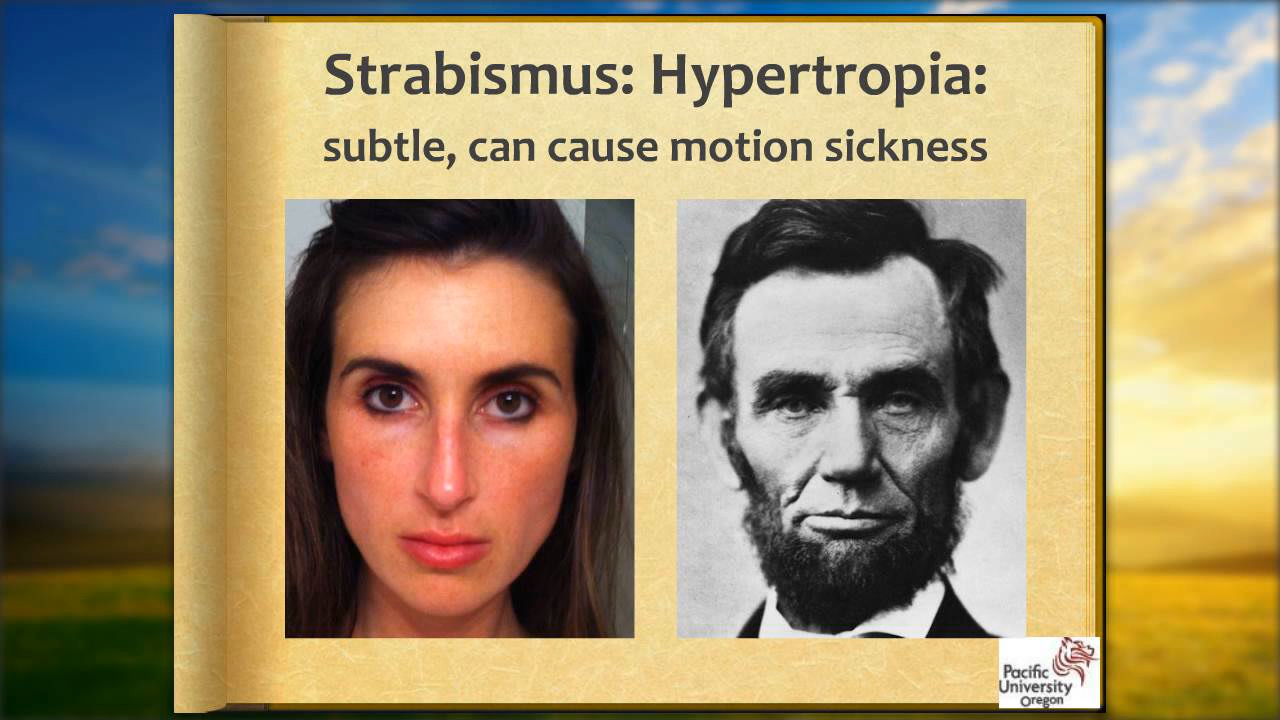 Strabismus: Hypertropia:
subtle, can cause motion sickness
Pacific
University
Oregon